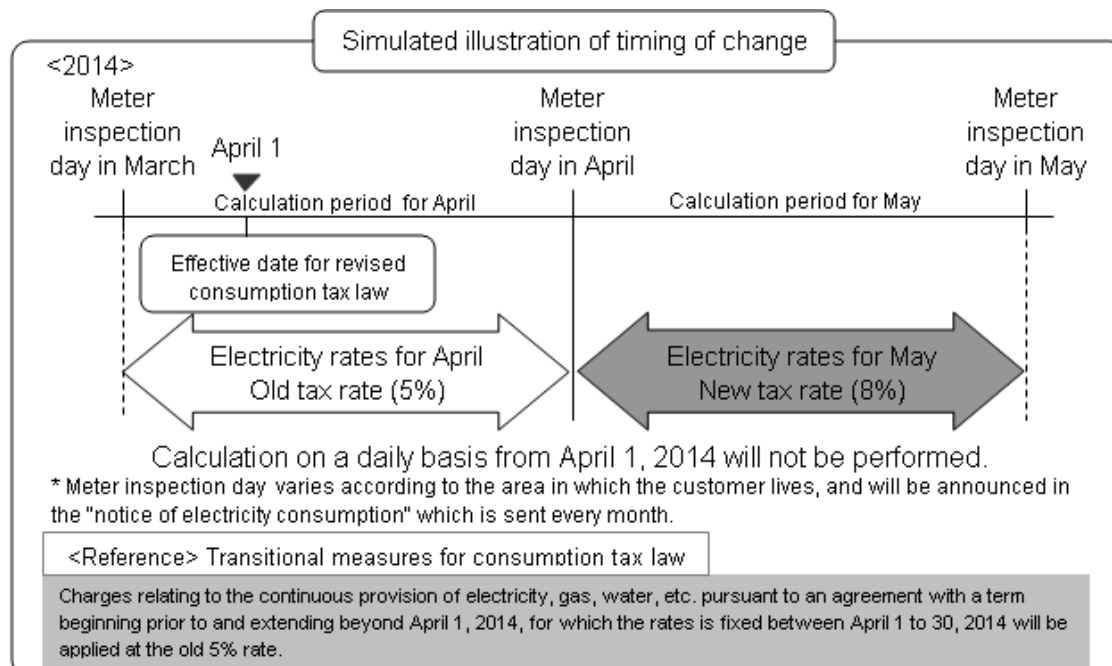 Simulated illustration of timing of change
<2014>
Meter
inspection
day in March
April 1
Meter
inspection
day in April
Meter
inspection
day in May
Calculation period for April
Calculation period for May
Effective date for revised
consumption tax law
Electricity rates for April
Old tax rate (5%)
Electricity rates for May
New tax rate (8%)
Calculation on a daily basis from April 1, 2014 will not be performed.
* Meter inspection day varies according to the area in which the customer lives, and will be announced in
the "notice of electricity consumption" which is sent every month.
<Reference> Transitional measures for consumption tax law
Charges relating to the continuous provision of electricity, gas, water, etc. pursuant to an agreement with a term
beginning prior to and extending beyond April 1, 2014, for which the rates is fixed between April 1 to 30, 2014 will be
applied at the old 5% rate.